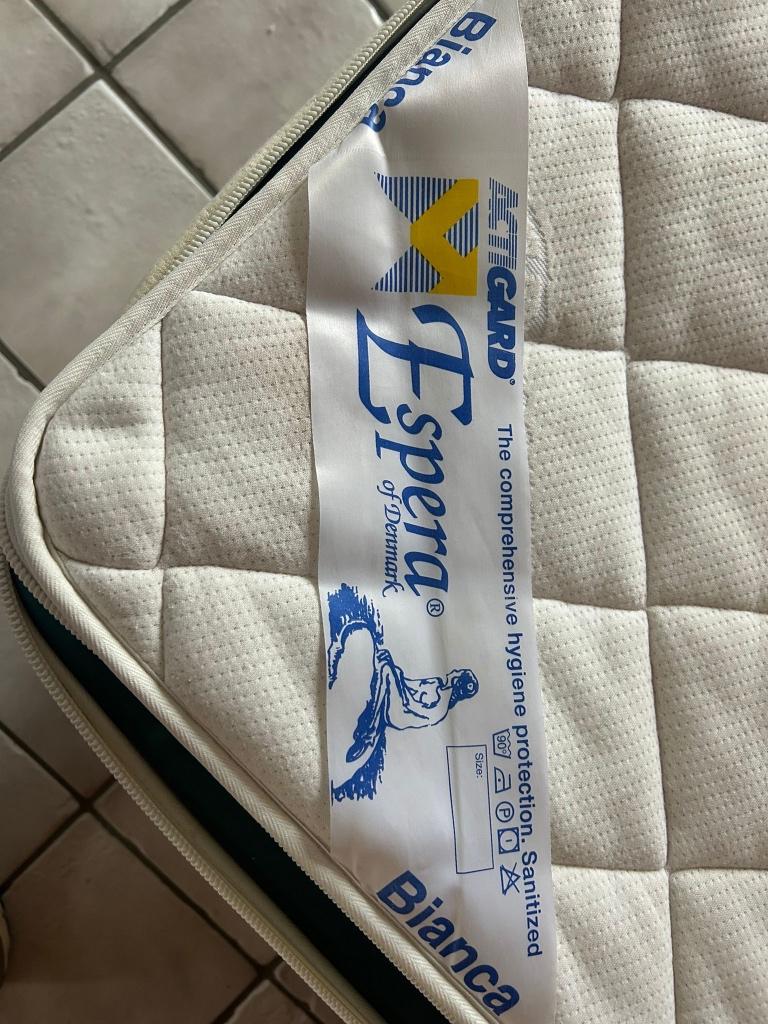 Bianca
ACTIGARD®
The comprehensive hygiene protection. Sanitized
Espera®
of Denmark
90°
P
Size:
Bianca